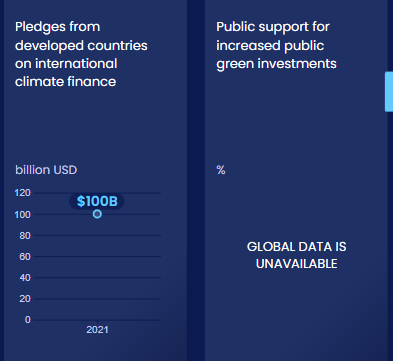 Pledges from
developed countries
on international
climate finance
billion USD
120
$100B
100
80
60
40
20
0
2021
Public support for
increased public
green investments
%
GLOBAL DATA IS
UNAVAILABLE